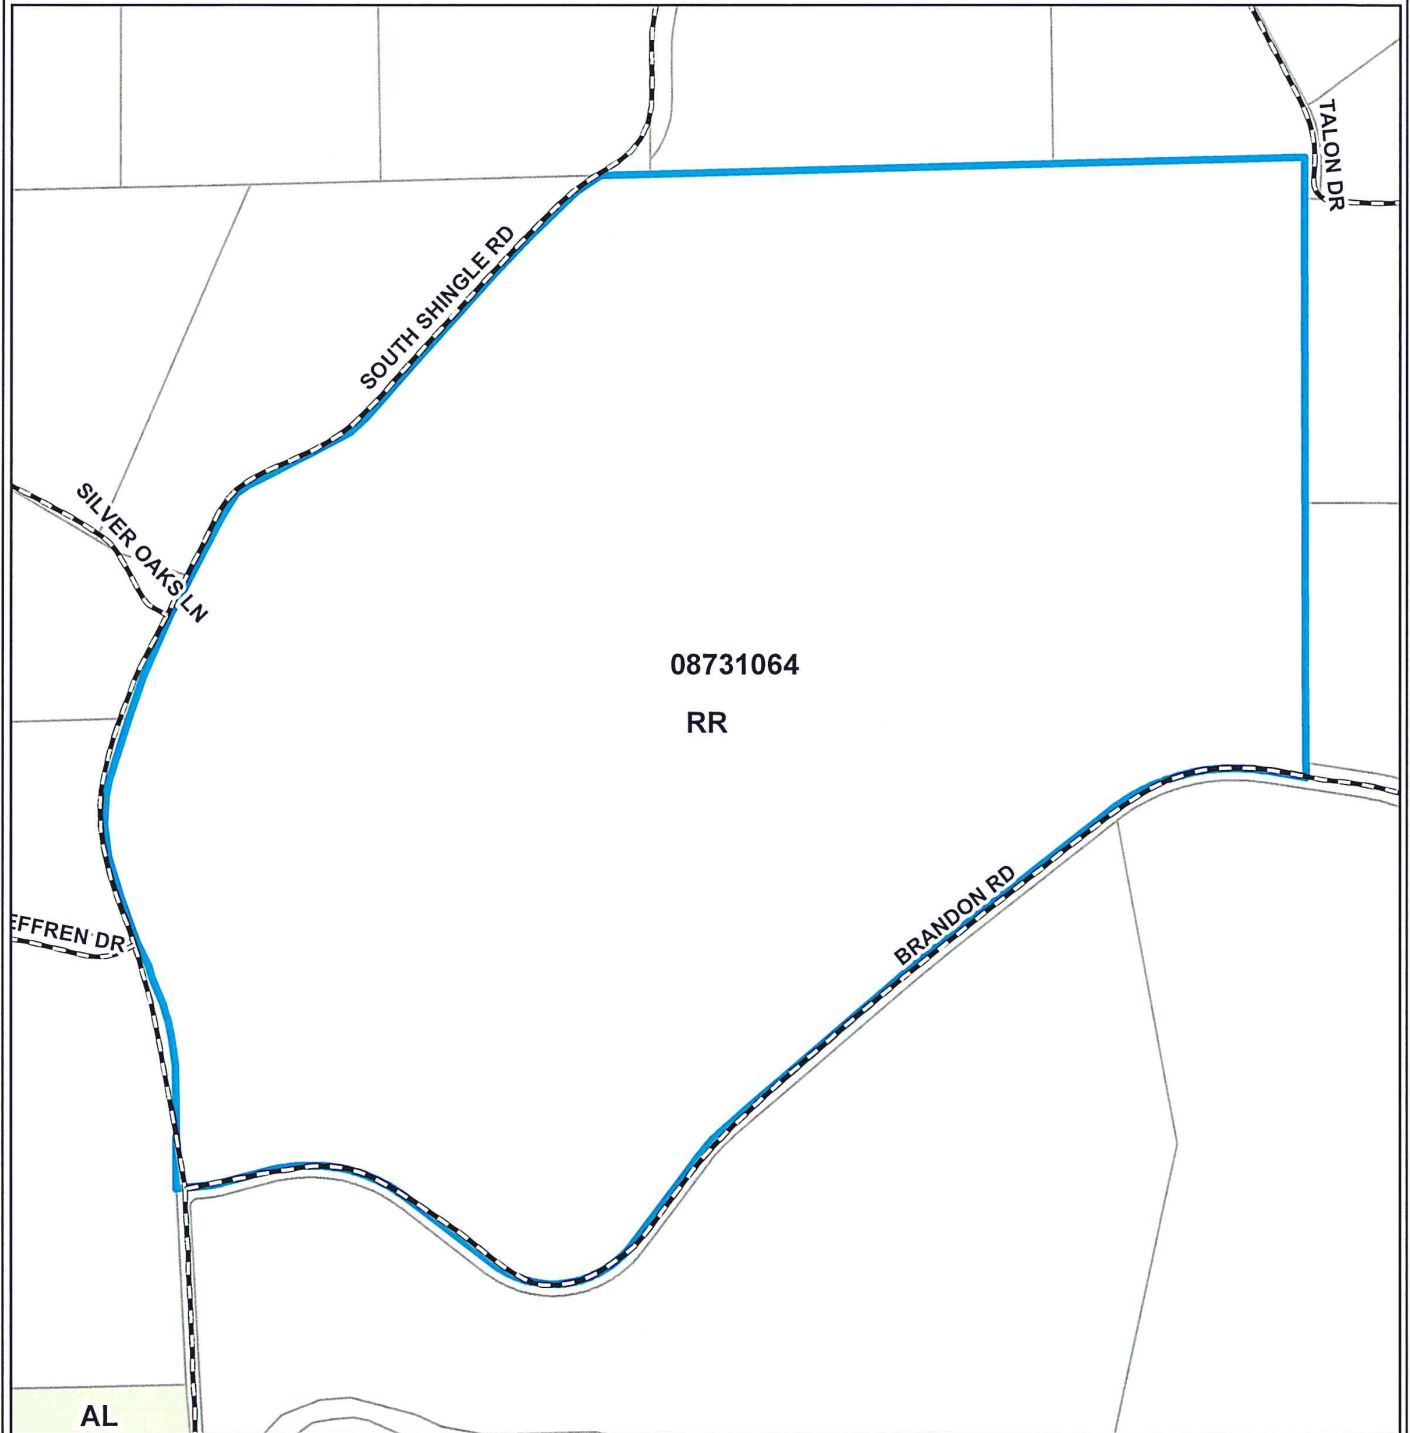 TALON DR
SOUTH SHINGLE RD
SILVER OAKS LN
08731064
RR
BRANDON RD
EFFREN DR
AL